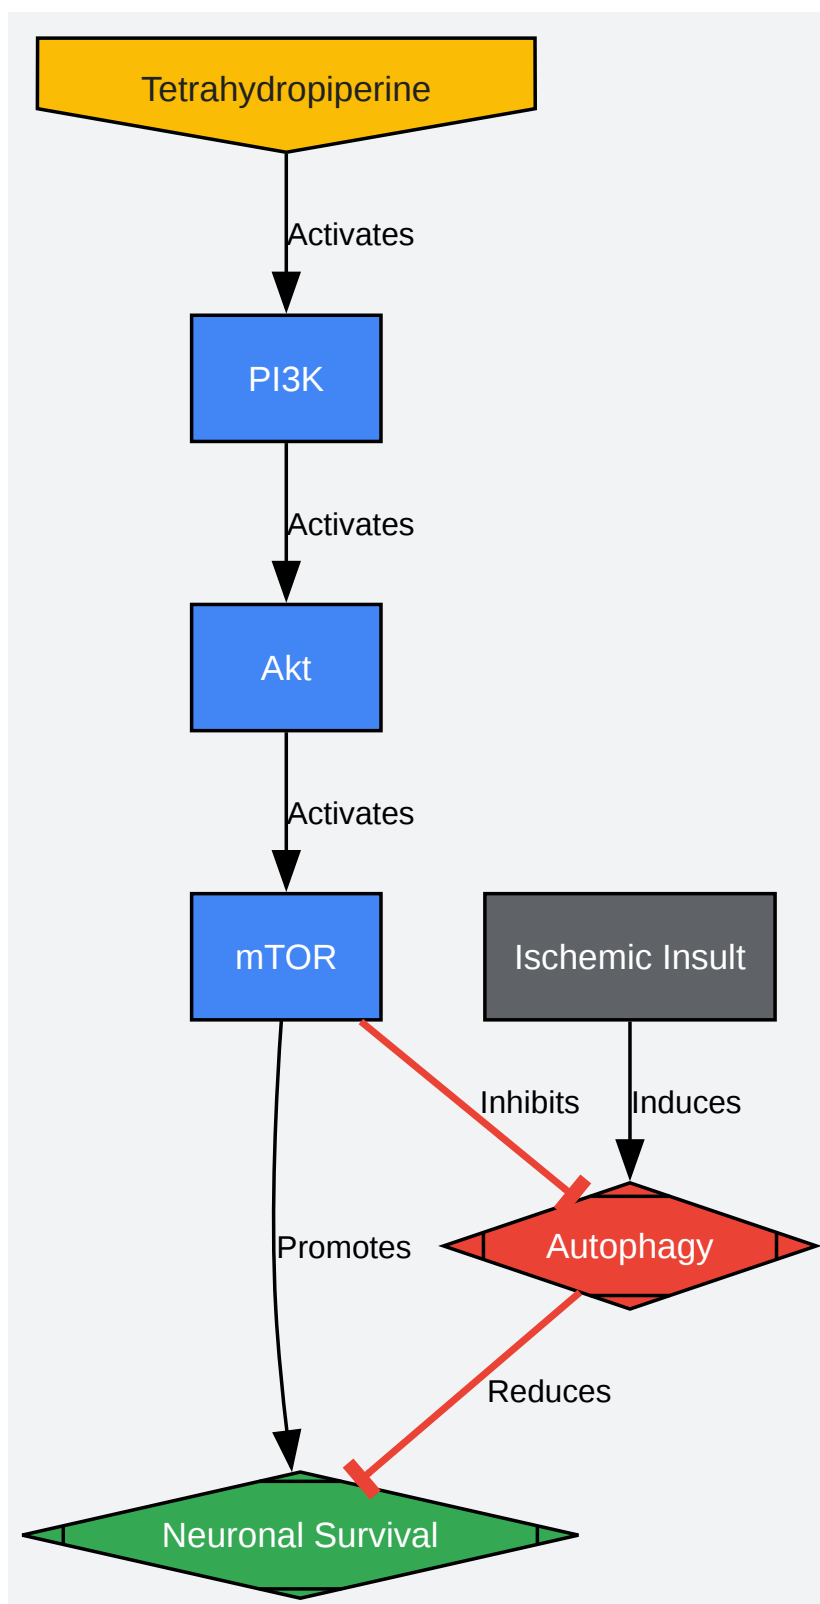 Tetrahydropiperine
Activates
PI3K
Activates
Akt
Activates
mTOR
Ischemic Insult
Inhibits
Induces
Promotes
Autophagy
Reduces
Neuronal Survival